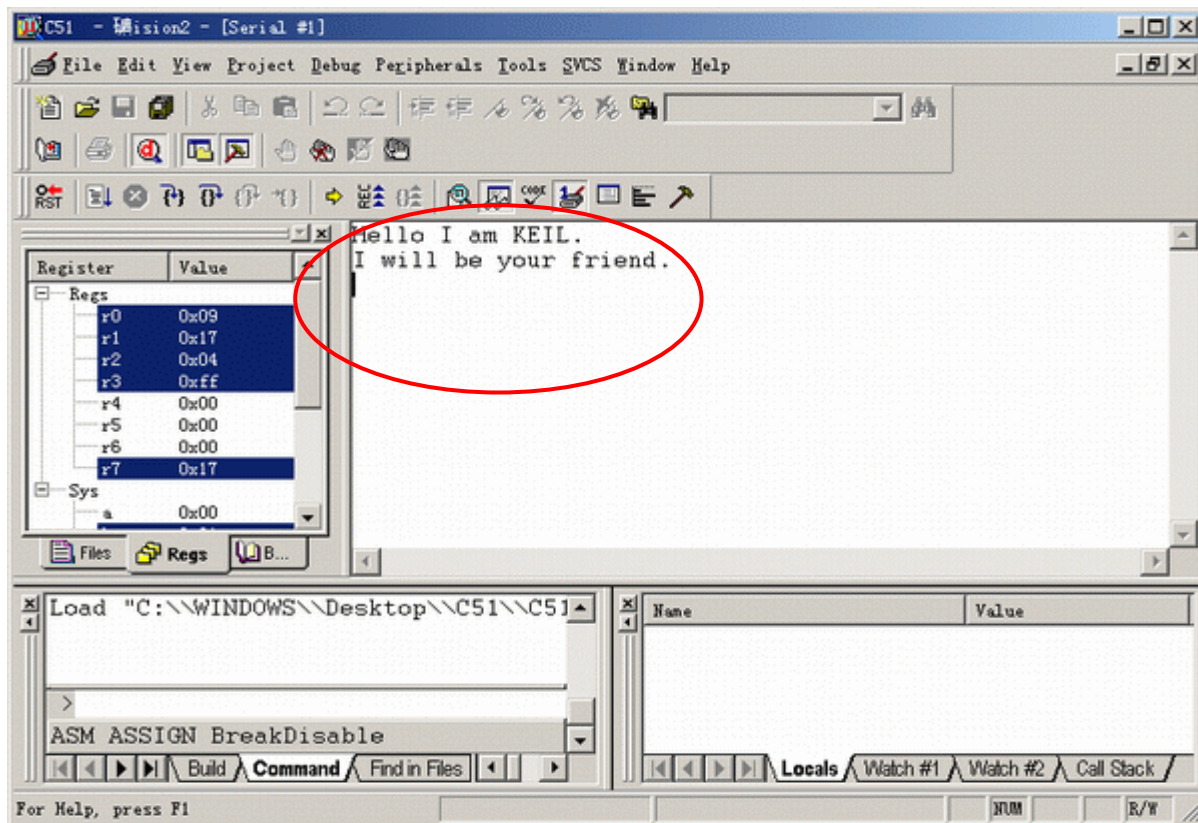 C51 - 礦ision2 - [Serial #1]
File Edit View Project Debug Peripherals Tools SVCS Window Help
RST CODE
Hello I am KEIL.
I will be your friend.
Register Value
Regs
r0 0x09
r1 0x17
r2 0x04
r3 0xff
r4 0x00
r5 0x00
r6 0x00
r7 0x17
Sys
a 0x00
Files Regs B...
Load "C:\\WINDOWS\\Desktop\\C51\\C51
>
ASM ASSIGN BreakDisable
Build Command Find in Files
Name Value
Locals Watch #1 Watch #2 Call Stack
For Help, press F1 NUM R/W